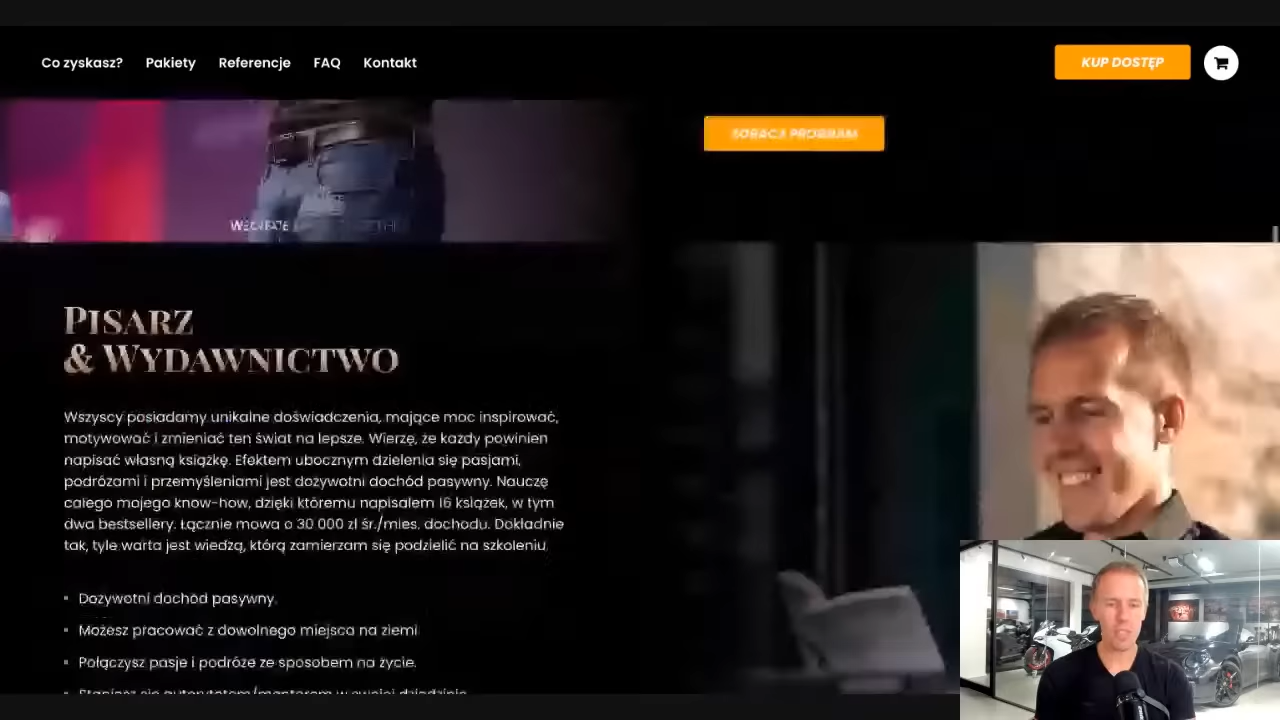 Co zyskasz?
Pakiety
Referencje
FAQ
Kontakt
KUP DOSTĘP
ZOBACZ PROGRAM
PISARZ
& WYDAWNICTWO
Wszyscy posiadamy unikalne doświadczenia, mające moc inspirować,
motywować i zmieniać ten świat na lepsze. Wierzę, że każdy powinien
napisać własną książkę. Efektem ubocznym dzielenia się pasjami,
podróżami i przemyśleniami jest dożywotni dochód pasywny. Nauczę
całego mojego know-how, dzięki któremu napisałem 16 książek, w tym
dwa bestsellery. Łącznie mowa o 30 000 zł śr./mies. dochodu. Dokładnie
tak, tyle warta jest wiedza, którą zamierzam się podzielić na szkoleniu
Dożywotni dochód pasywny.
Możesz pracować z dowolnego miejsca na ziemi
Połączysz pasje i podróże ze sposobem na życie.